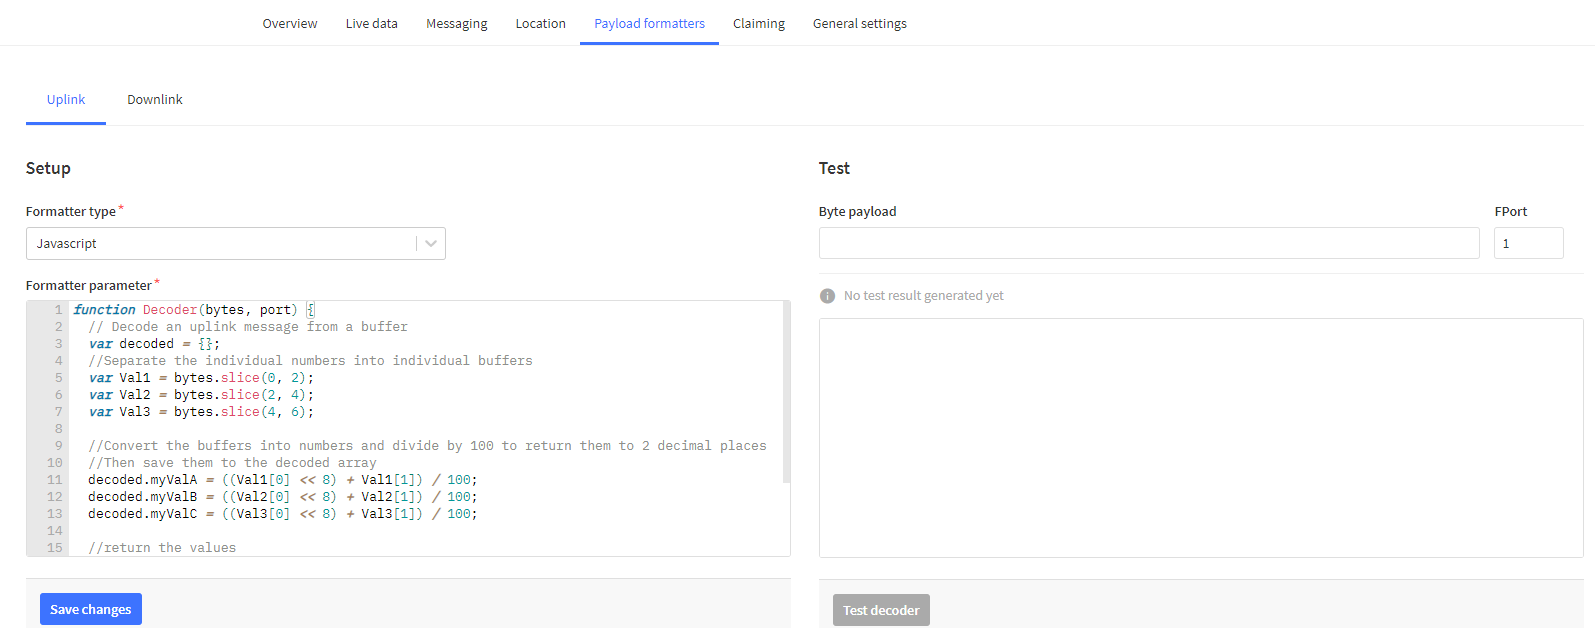 Overview Live data Messaging Location Payload formatters Claiming General settings
Uplink Downlink
Setup
Formatter type *
Javascript
Formatter parameter *
1 function Decoder(bytes, port) {
2 // Decode an uplink message from a buffer
3 var decoded = {};
4 //Separate the individual numbers into individual buffers
5 var Val1 = bytes.slice(0, 2);
6 var Val2 = bytes.slice(2, 4);
7 var Val3 = bytes.slice(4, 6);
8
9 //Convert the buffers into numbers and divide by 100 to return them to 2 decimal places
10 //Then save them to the decoded array
11 decoded.myValA = ((Val1[0] << 8) + Val1[1]) / 100;
12 decoded.myValB = ((Val2[0] << 8) + Val2[1]) / 100;
13 decoded.myValC = ((Val3[0] << 8) + Val3[1]) / 100;
14
15 //return the values
Save changes
Test
Byte payload FPort
1
No test result generated yet
Test decoder